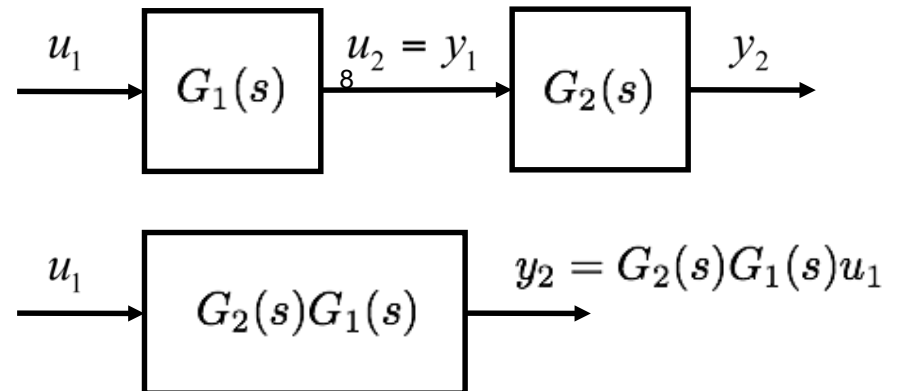 u₁ u₂ = y₁ y₂
8
G₁(s) G₂(s)
u₁ y₂ = G₂(s)G₁(s)u₁
G₂(s)G₁(s)